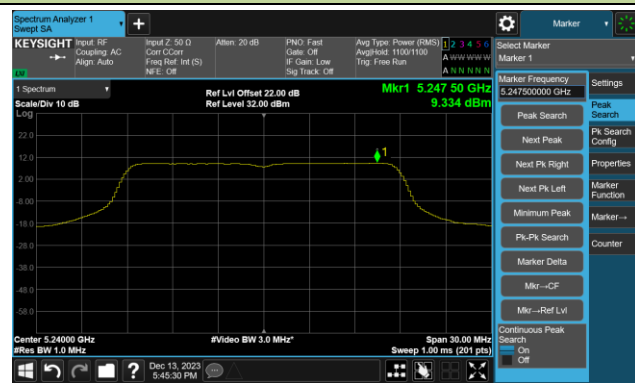 Spectrum Analyzer 1
Swept SA
Marker
KEYSIGHT
Input: RF
Coupling: AC
Align: Auto
Input Z: 50 Ω
Corr CCorr
Freq Ref: Int (S)
NFE: Off
Atten: 20 dB
PNO: Fast
Gate: Off
IF Gain: Low
Sig Track: Off
Avg Type: Power (RMS)
Avg|Hold: 1100/1100
Trig: Free Run
1 2 3 4 5 6
A W W W W W
A N N N N N
Select Marker
Marker 1
1 Spectrum
Scale/Div 10 dB
Log
Ref Lvl Offset 22.00 dB
Ref Level 32.00 dBm
Mkr1 5.247 50 GHz
9.334 dBm
22.0
12.0
2.00
-8.00
-18.0
-28.0
-38.0
-48.0
-58.0
1
Center 5.24000 GHz
#Res BW 1.0 MHz
#Video BW 3.0 MHz*
Span 30.00 MHz
Sweep 1.00 ms (201 pts)
Marker Frequency
5.247500000 GHz
Peak Search
Next Peak
Next Pk Right
Next Pk Left
Minimum Peak
Pk-Pk Search
Marker Delta
Mkr→CF
Mkr→Ref Lvl
Continuous Peak
Search
On
Off
Settings
Peak
Search
Pk Search
Config
Properties
Marker
Function
Marker→
Counter
Dec 13, 2023
5:45:30 PM